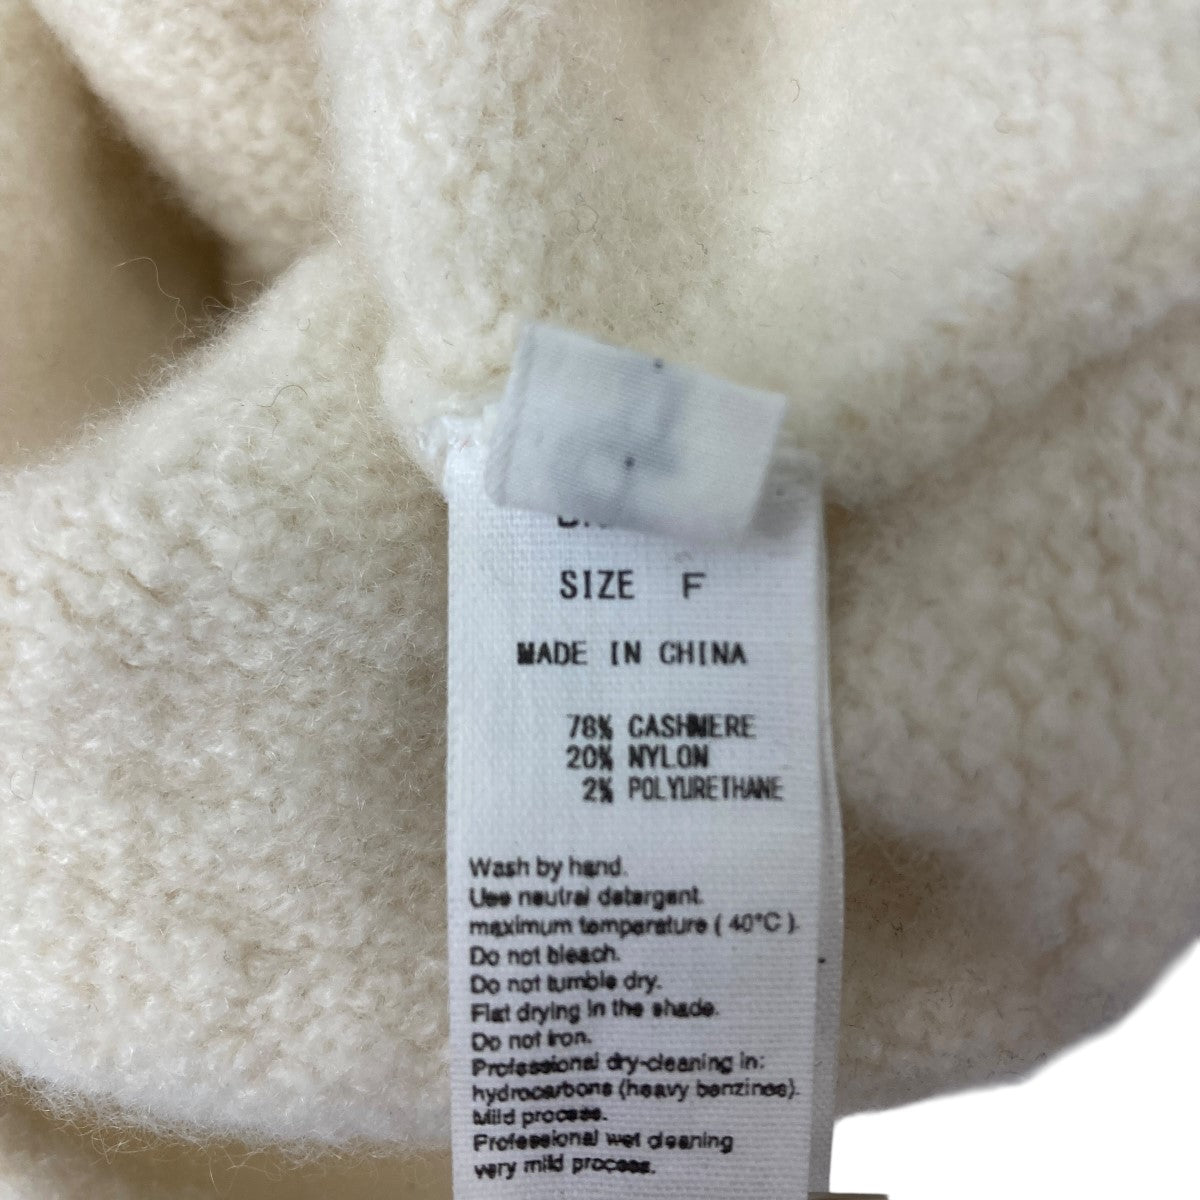 SIZE F
MADE IN CHINA
78% CASHMERE
20% NYLON
2% POLYURETHANE
Wash by hand.
Use neutral detergent.
maximum temperature ( 40°C ).
Do not bleach.
Do not tumble dry.
Flat drying in the shade.
Do not iron.
Professional dry-cleaning in:
hydrocarbons (heavy benzines).
Mild process.
Professional wet cleaning
very mild process.